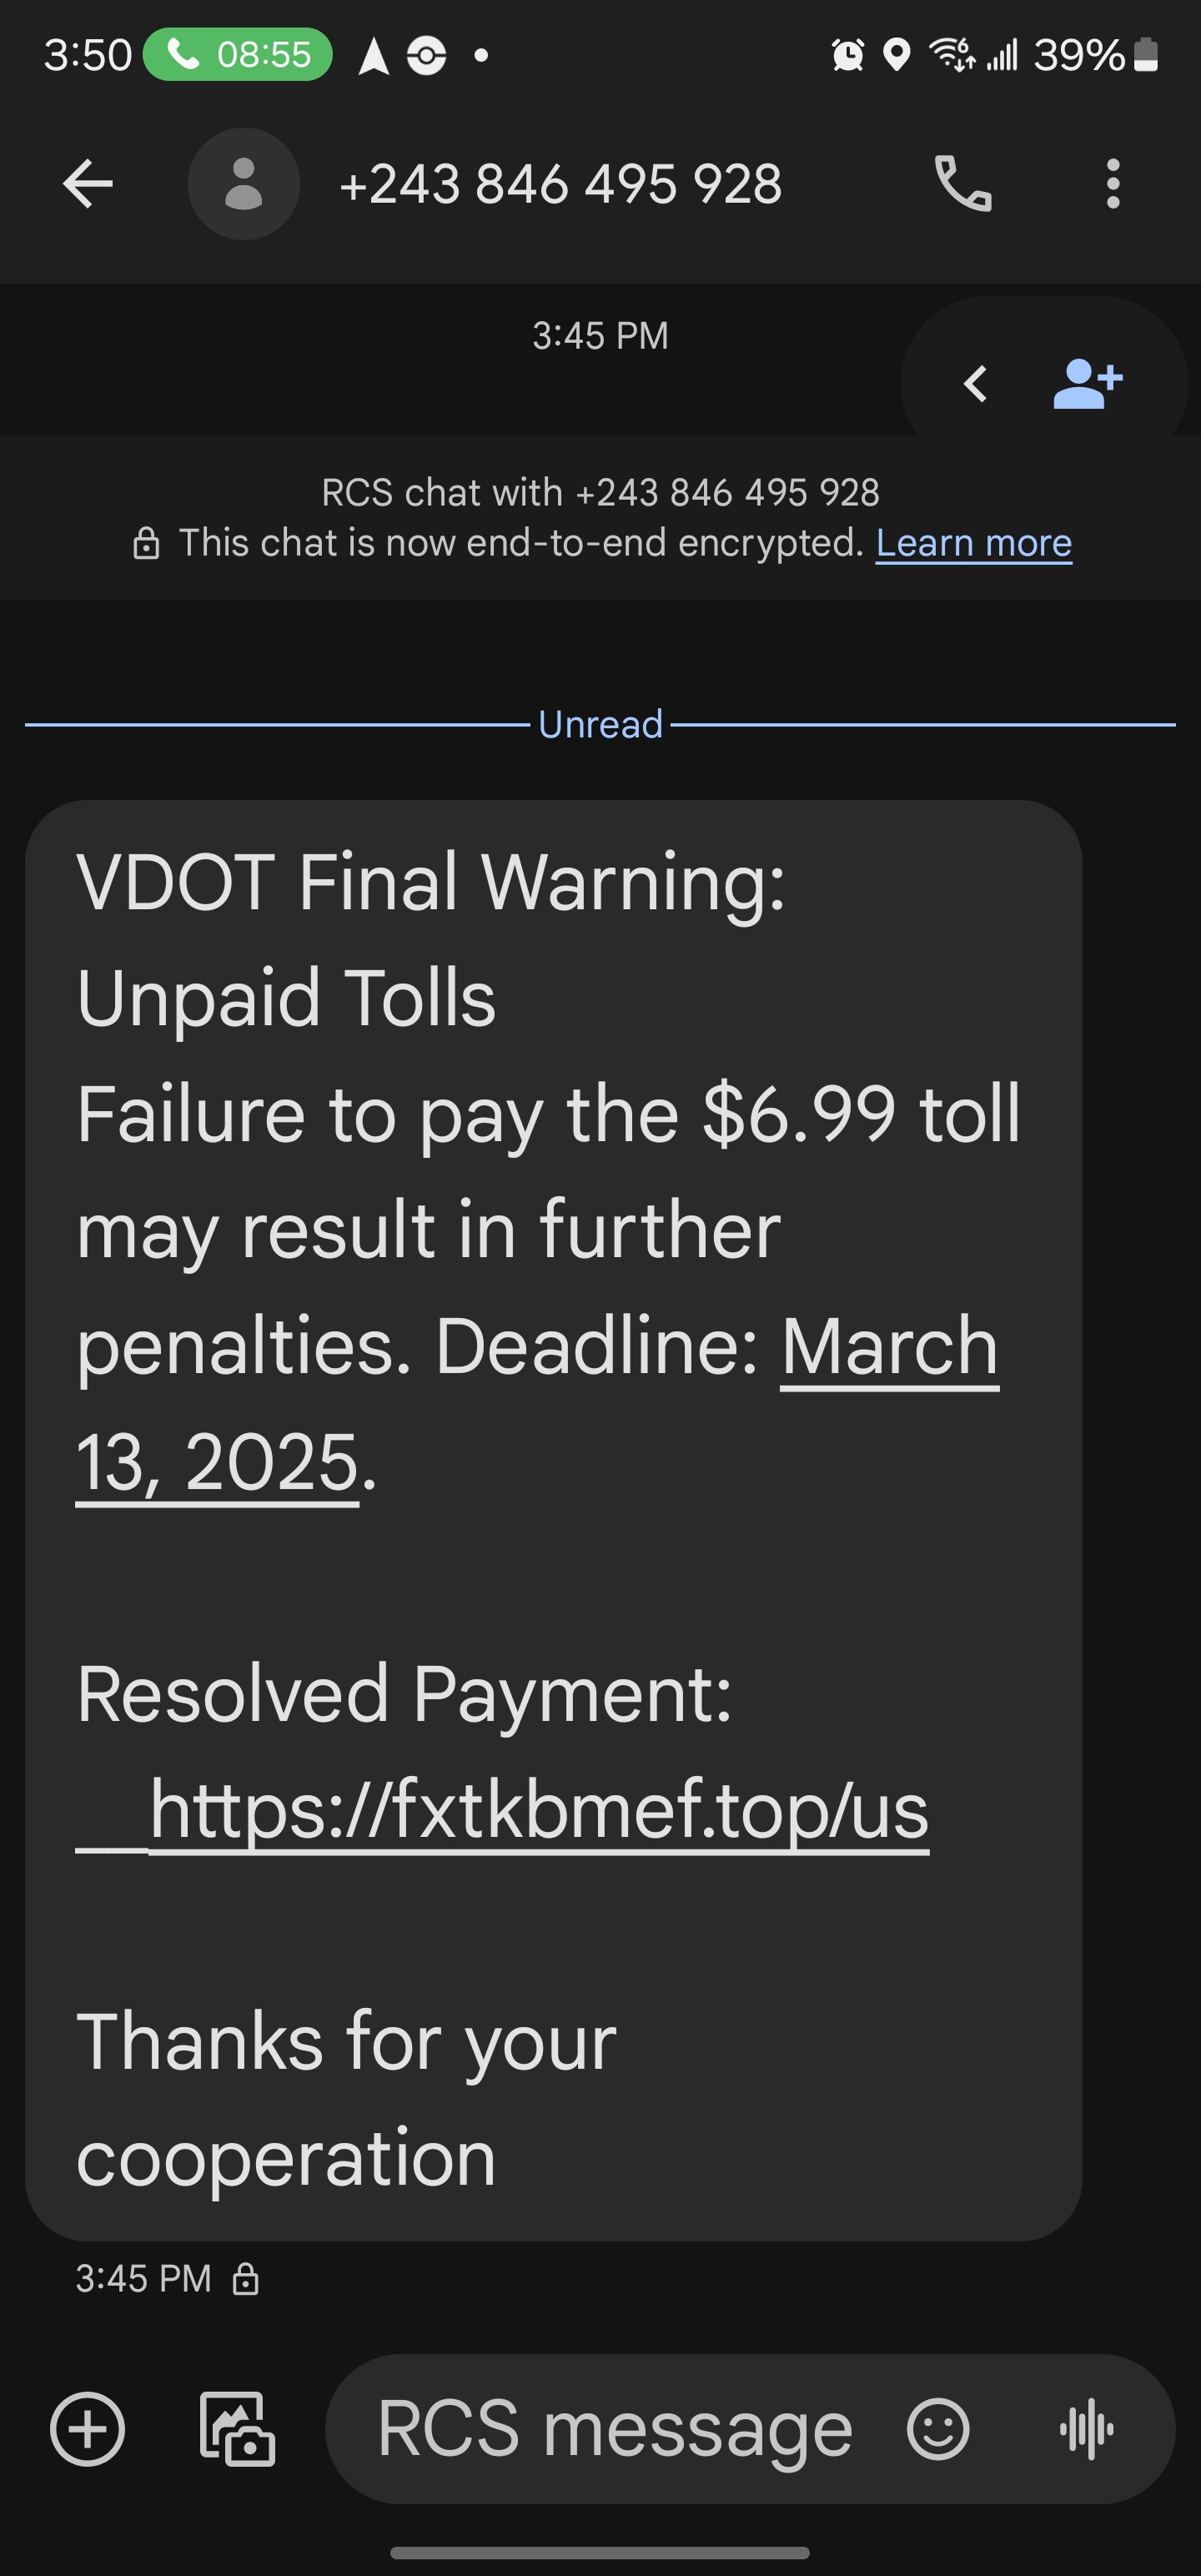 3:50 08:55 6 39%
+243 846 495 928
3:45 PM
RCS chat with +243 846 495 928
This chat is now end-to-end encrypted. Learn more
Unread
VDOT Final Warning:
Unpaid Tolls
Failure to pay the $6.99 toll
may result in further
penalties. Deadline: March
13, 2025.
Resolved Payment:
__https://fxtkbmef.top/us
Thanks for your
cooperation
3:45 PM
RCS message